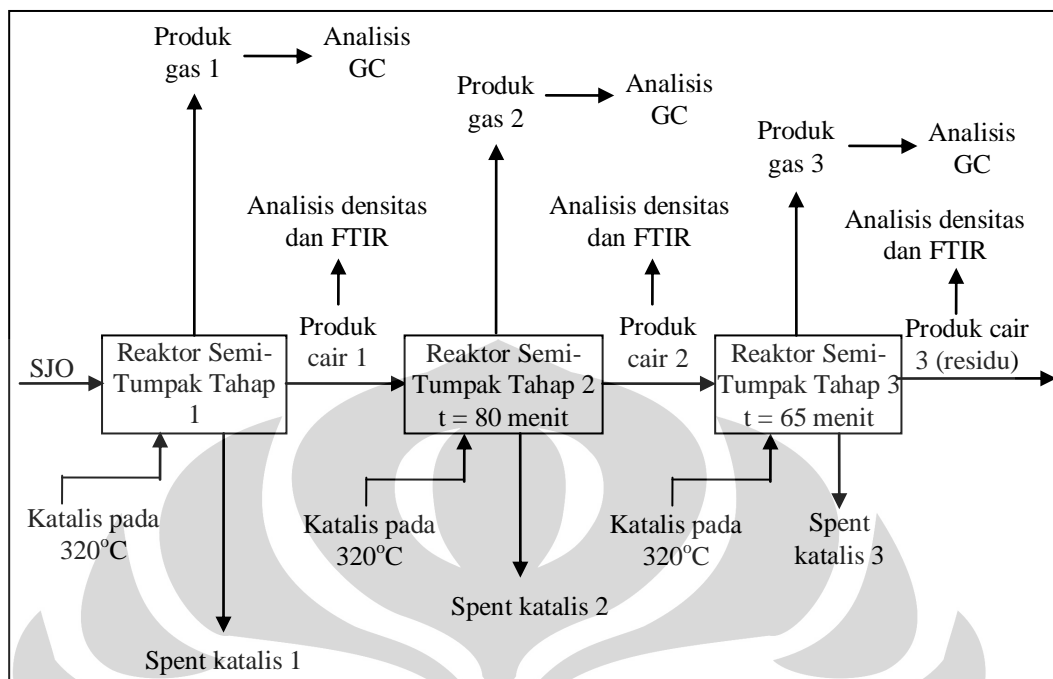 Produk
gas 1
Analisis
GC
Produk
gas 2
Analisis
GC
Produk
gas 3
Analisis
GC
Analisis densitas
dan FTIR
Analisis densitas
dan FTIR
Analisis densitas
dan FTIR
SJO
Reaktor Semi-
Tumpak Tahap
1
Produk
cair 1
Reaktor Semi-
Tumpak Tahap 2
t = 80 menit
Produk
cair 2
Reaktor Semi-
Tumpak Tahap 3
t = 65 menit
Produk cair
3 (residu)
Katalis pada
320°C
Katalis pada
320°C
Katalis pada
320°C
Spent katalis 1
Spent katalis 2
Spent
katalis 3